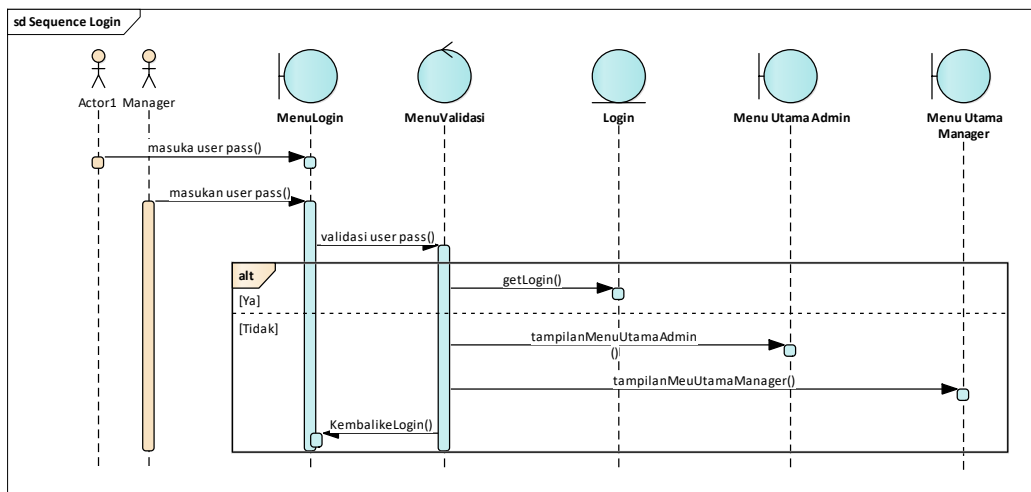 sd Sequence Login
Actor1
Manager
MenuLogin
MenuValidasi
Login
Menu Utama Admin
Menu Utama
Manager
masuka user pass()
masukan user pass()
validasi user pass()
alt
getLogin()
[Ya]
[Tidak]
tampilanMenuUtamaAdmin
()
tampilanMeuUtamaManager()
KembalikeLogin()